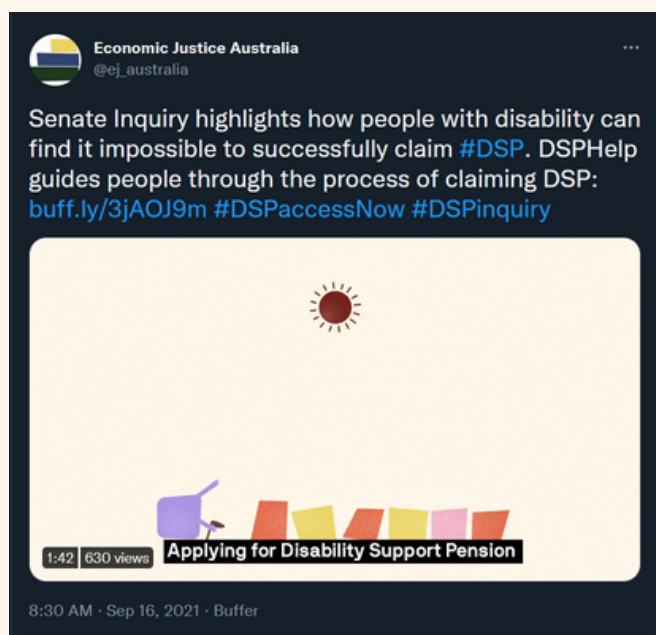 Economic Justice Australia
@ej_australia
Senate Inquiry highlights how people with disability can
find it impossible to successfully claim #DSP. DSPHelp
guides people through the process of claiming DSP:
buff.ly/3jAOJ9m #DSPaccessNow #DSPinquiry
1:42 630 views
Applying for Disability Support Pension
8:30 AM · Sep 16, 2021 · Buffer